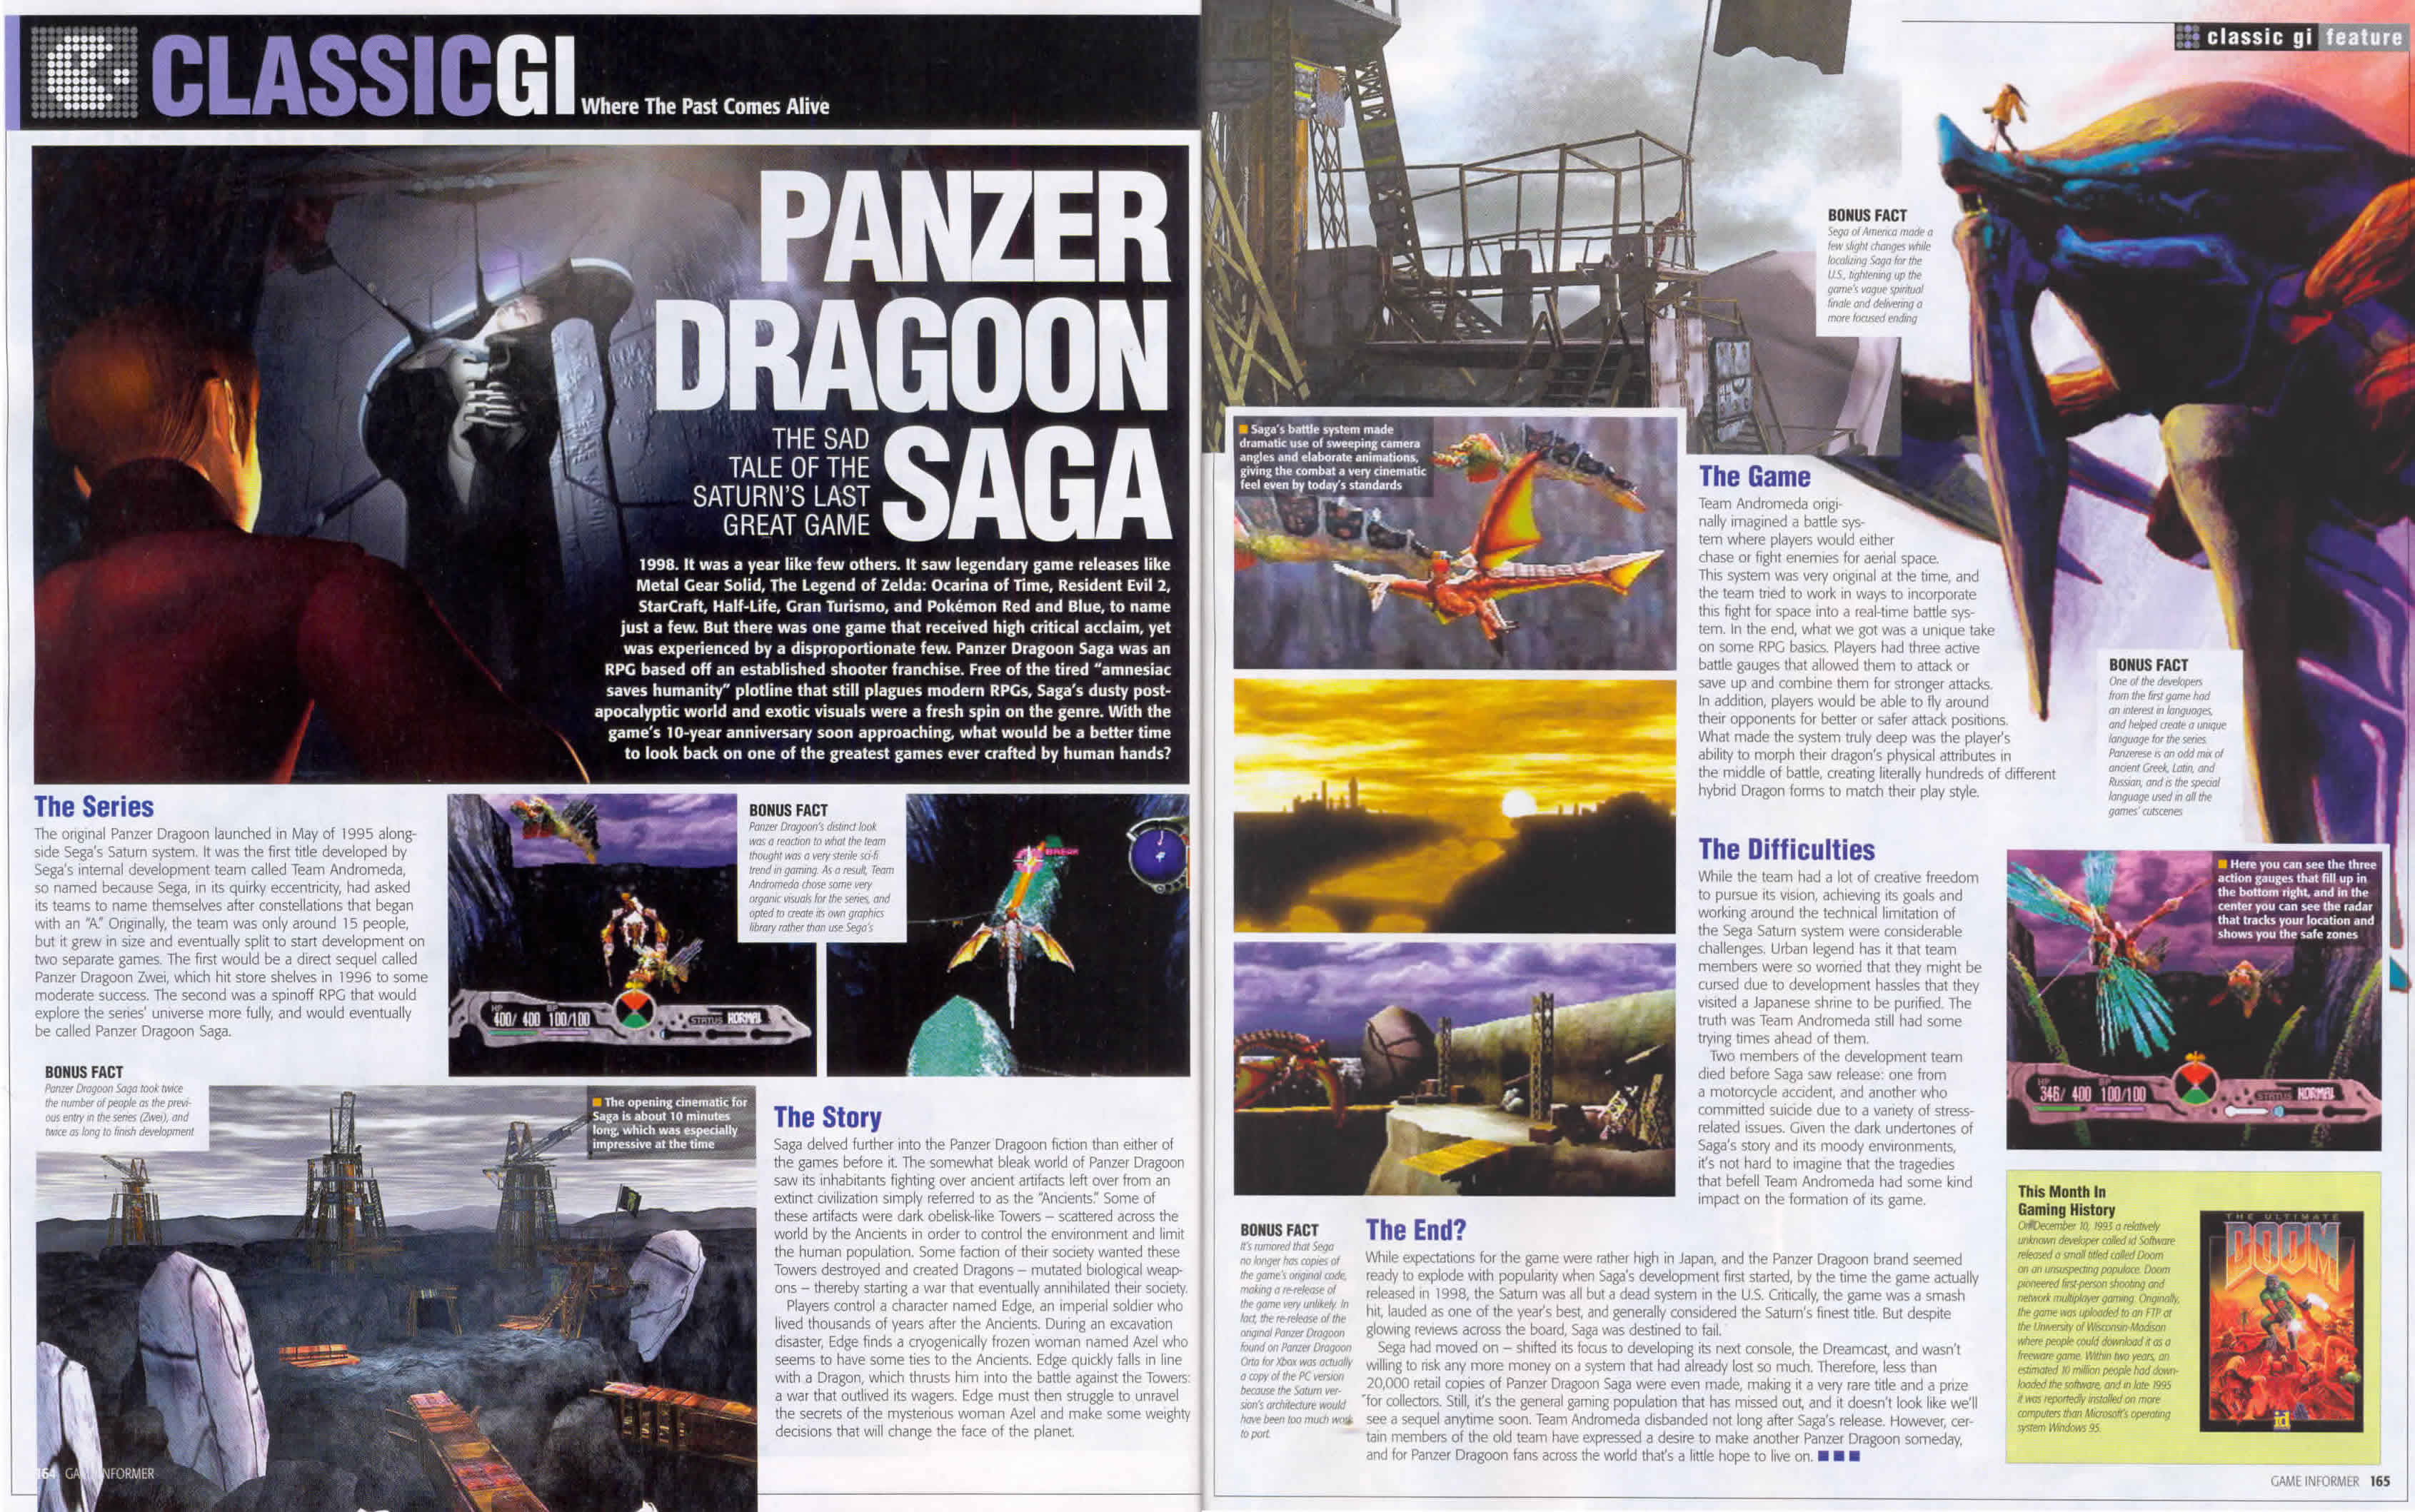 CLASSICGI Where The Past Comes Alive
PANZER
DRAGOON
SAGA
THE SAD
TALE OF THE
SATURN'S LAST
GREAT GAME
1998. It was a year like few others. It saw legendary game releases like
Metal Gear Solid, The Legend of Zelda: Ocarina of Time, Resident Evil 2,
StarCraft, Half-Life, Gran Turismo, and Pokémon Red and Blue, to name
just a few. But there was one game that received high critical acclaim, yet
was experienced by a disproportionate few. Panzer Dragoon Saga was an
RPG based off an established shooter franchise. Free of the tired "amnesiac
saves humanity" plotline that still plagues modern RPGs, Saga's dusty post-
apocalyptic world and exotic visuals were a fresh spin on the genre. With the
game's 10-year anniversary soon approaching, what would be a better time
to look back on one of the greatest games ever crafted by human hands?
The Series
The original Panzer Dragoon launched in May of 1995 along-
side Sega's Saturn system. It was the first title developed by
Sega's internal development team called Team Andromeda,
so named because Sega, in its quirky eccentricity, had asked
its teams to name themselves after constellations that began
with an "A." Originally, the team was only around 15 people,
but it grew in size and eventually split to start development on
two separate games. The first would be a direct sequel called
Panzer Dragoon Zwei, which hit store shelves in 1996 to some
moderate success. The second was a spinoff RPG that would
explore the series' universe more fully, and would eventually
be called Panzer Dragoon Saga.
BONUS FACT
Panzer Dragoon Saga took twice
the number of people as the previ-
ous entry in the series (Zwei), and
twice as long to finish development
BONUS FACT
Panzer Dragoon's distinct look
was a reaction to what the team
thought was a very sterile sci-fi
trend in gaming. As a result, Team
Andromeda chose some very
organic visuals for the series, and
opted to create its own graphics
library rather than use Sega's
HP BP
400/ 400 100/100
STATUS NORMAL
The opening cinematic for
Saga is about 10 minutes
long, which was especially
impressive at the time
The Story
Saga delved further into the Panzer Dragoon fiction than either of
the games before it. The somewhat bleak world of Panzer Dragoon
saw its inhabitants fighting over ancient artifacts left over from an
extinct civilization simply referred to as the "Ancients." Some of
these artifacts were dark obelisk-like Towers – scattered across the
world by the Ancients in order to control the environment and limit
the human population. Some faction of their society wanted these
Towers destroyed and created Dragons – mutated biological weap-
ons – thereby starting a war that eventually annihilated their society.
Players control a character named Edge, an imperial soldier who
lived thousands of years after the Ancients. During an excavation
disaster, Edge finds a cryogenically frozen woman named Azel who
seems to have some ties to the Ancients. Edge quickly falls in line
with a Dragon, which thrusts him into the battle against the Towers:
a war that outlived its wagers. Edge must then struggle to unravel
the secrets of the mysterious woman Azel and make some weighty
decisions that will change the face of the planet.
164 GAME INFORMER
classic gi feature
BONUS FACT
Sega of America made a
few slight changes while
localizing Saga for the
U.S., tightening up the
game's vague spiritual
finale and delivering a
more focused ending
Saga's battle system made
dramatic use of sweeping camera
angles and elaborate animations,
giving the combat a very cinematic
feel even by today's standards
The Game
Team Andromeda origi-
nally imagined a battle sys-
tem where players would either
chase or fight enemies for aerial space.
This system was very original at the time, and
the team tried to work in ways to incorporate
this fight for space into a real-time battle sys-
tem. In the end, what we got was a unique take
on some RPG basics. Players had three active
battle gauges that allowed them to attack or
save up and combine them for stronger attacks.
In addition, players would be able to fly around
their opponents for better or safer attack positions.
What made the system truly deep was the player's
ability to morph their dragon's physical attributes in
the middle of battle, creating literally hundreds of different
hybrid Dragon forms to match their play style.
BONUS FACT
One of the developers
from the first game had
an interest in languages,
and helped create a unique
language for the series.
Panzerese is an odd mix of
ancient Greek, Latin, and
Russian, and is the special
language used in all the
games' cutscenes
The Difficulties
While the team had a lot of creative freedom
to pursue its vision, achieving its goals and
working around the technical limitation of
the Sega Saturn system were considerable
challenges. Urban legend has it that team
members were so worried that they might be
cursed due to development hassles that they
visited a Japanese shrine to be purified. The
truth was Team Andromeda still had some
trying times ahead of them.
Two members of the development team
died before Saga saw release: one from
a motorcycle accident, and another who
committed suicide due to a variety of stress-
related issues. Given the dark undertones of
Saga's story and its moody environments,
it's not hard to imagine that the tragedies
that befell Team Andromeda had some kind
impact on the formation of its game.
Here you can see the three
action gauges that fill up in
the bottom right, and in the
center you can see the radar
that tracks your location and
shows you the safe zones
HP BP
346/ 400 100/100
STATUS NORMAL
BONUS FACT
It's rumored that Sega
no longer has copies of
the game's original code,
making a re-release of
the game very unlikely. In
fact, the re-release of the
original Panzer Dragoon
found on Panzer Dragoon
Orta for Xbox was actually
a copy of the PC version
because the Saturn ver-
sion's architecture would
have been too much work
to port.
The End?
While expectations for the game were rather high in Japan, and the Panzer Dragoon brand seemed
ready to explode with popularity when Saga's development first started, by the time the game actually
released in 1998, the Saturn was all but a dead system in the U.S. Critically, the game was a smash
hit, lauded as one of the year's best, and generally considered the Saturn's finest title. But despite
glowing reviews across the board, Saga was destined to fail.
Sega had moved on – shifted its focus to developing its next console, the Dreamcast, and wasn't
willing to risk any more money on a system that had already lost so much. Therefore, less than
20,000 retail copies of Panzer Dragoon Saga were even made, making it a very rare title and a prize
for collectors. Still, it's the general gaming population that has missed out, and it doesn't look like we'll
see a sequel anytime soon. Team Andromeda disbanded not long after Saga's release. However, cer-
tain members of the old team have expressed a desire to make another Panzer Dragoon someday,
and for Panzer Dragoon fans across the world that's a little hope to live on.
This Month In
Gaming History
On December 10, 1993 a relatively
unknown developer called id Software
released a small titled called Doom
on an unsuspecting populace. Doom
pioneered first-person shooting and
network multiplayer gaming. Originally,
the game was uploaded to an FTP at
the University of Wisconsin-Madison
where people could download it as a
freeware game. Within two years, an
estimated 10 million people had down-
loaded the software, and in late 1995
it was reportedly installed on more
computers than Microsoft's operating
system Windows 95.
THE ULTIMATE
DOOM
id
GAME INFORMER 165